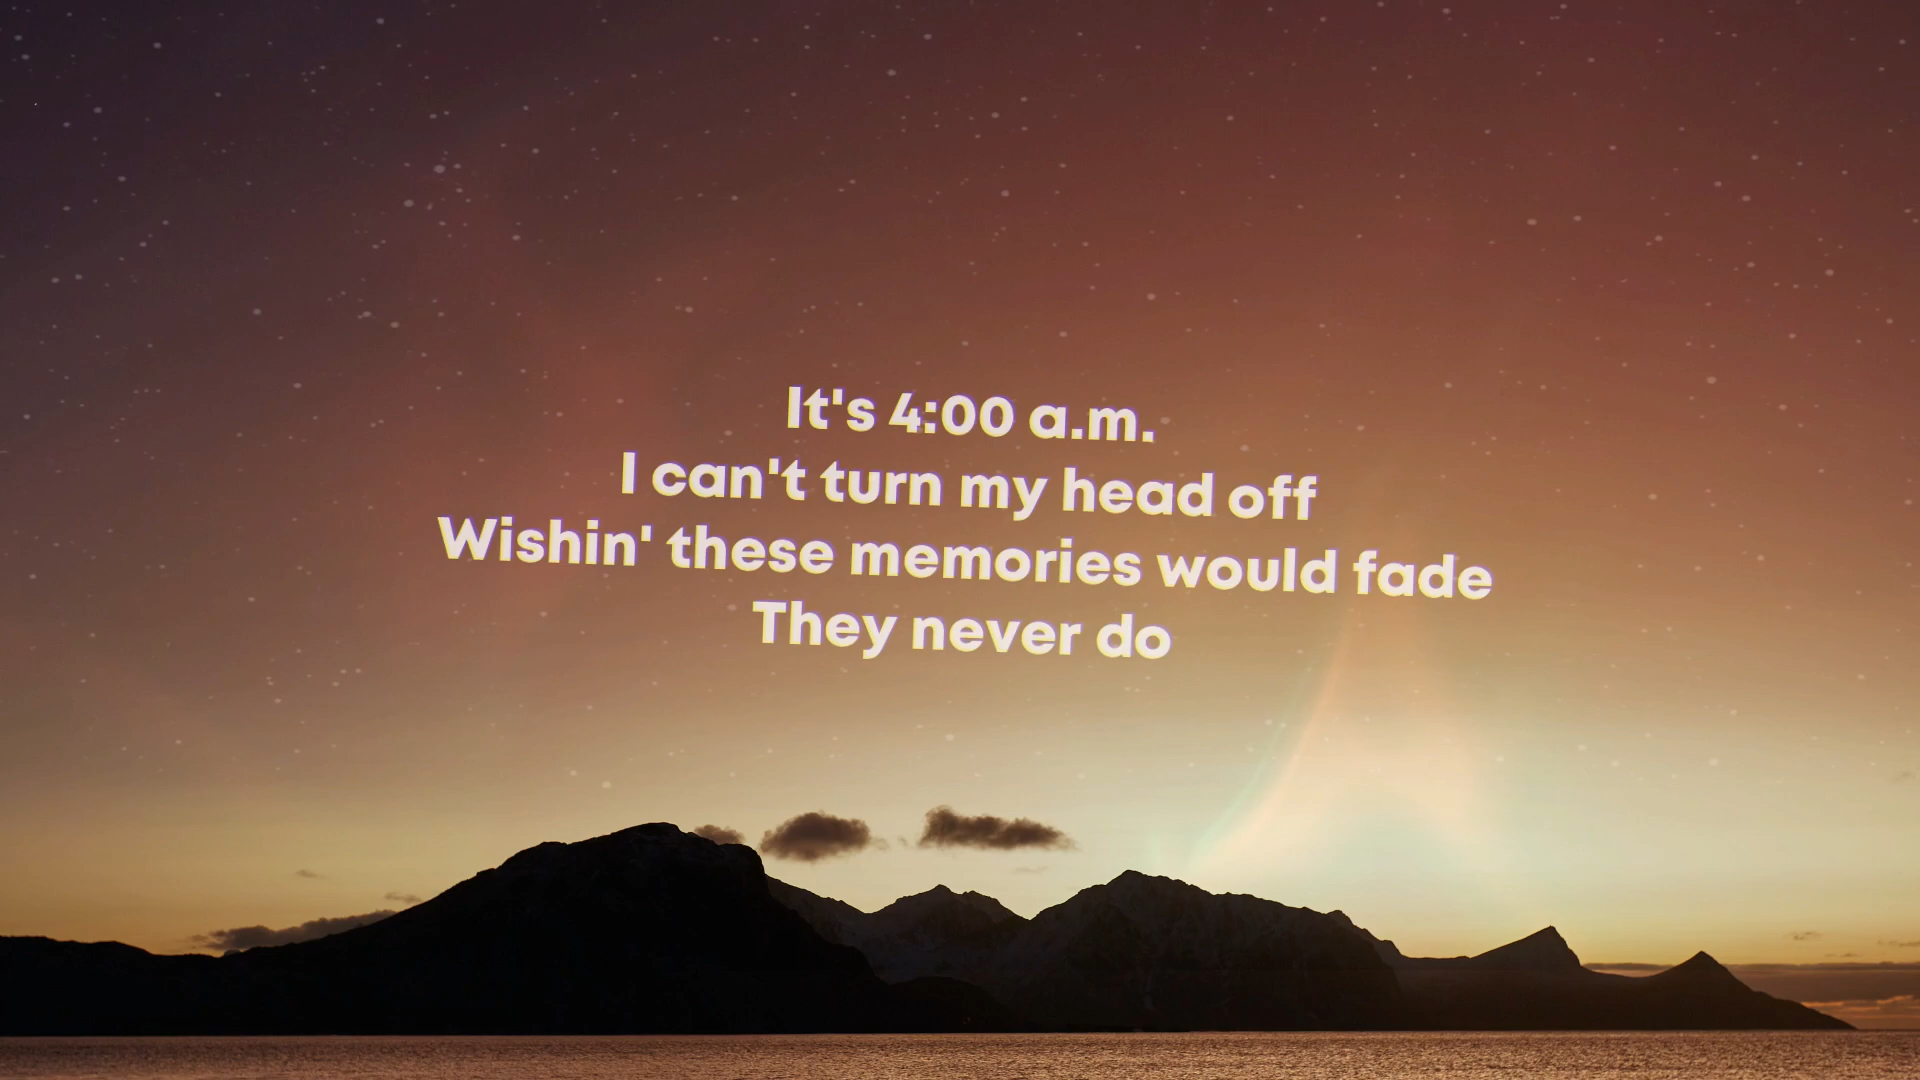 It's 4:00 a.m.
I can't turn my head off
Wishin' these memories would fade
They never do